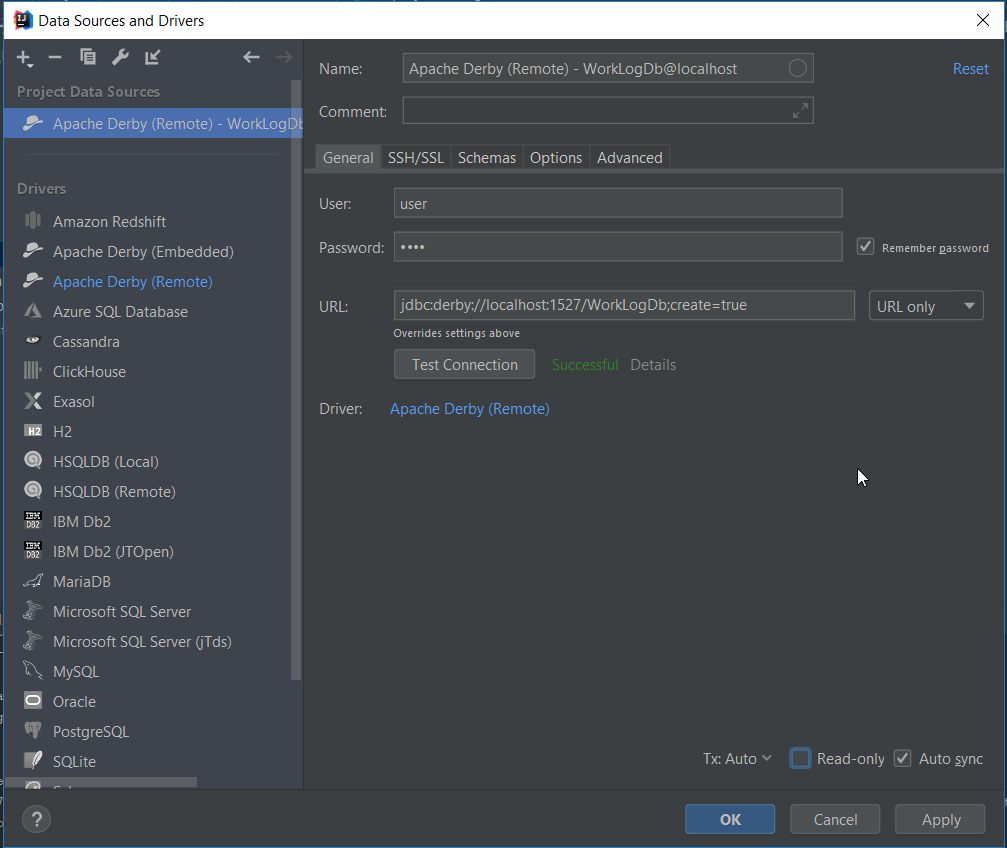 Data Sources and Drivers
Project Data Sources
Apache Derby (Remote) - WorkLogDb
Drivers
Amazon Redshift
Apache Derby (Embedded)
Apache Derby (Remote)
Azure SQL Database
Cassandra
ClickHouse
Exasol
H2 H2
HSQLDB (Local)
HSQLDB (Remote)
IBM DB2 IBM Db2
IBM DB2 IBM Db2 (JTOpen)
MariaDB
Microsoft SQL Server
Microsoft SQL Server (jTds)
MySQL
Oracle
PostgreSQL
SQLite
Name: Apache Derby (Remote) - WorkLogDb@localhost Reset
Comment:
General SSH/SSL Schemas Options Advanced
User: user
Password: •••• Remember password
URL: jdbc:derby://localhost:1527/WorkLogDb;create=true URL only
Overrides settings above
Test Connection Successful Details
Driver: Apache Derby (Remote)
Tx: Auto Read-only Auto sync
? OK Cancel Apply